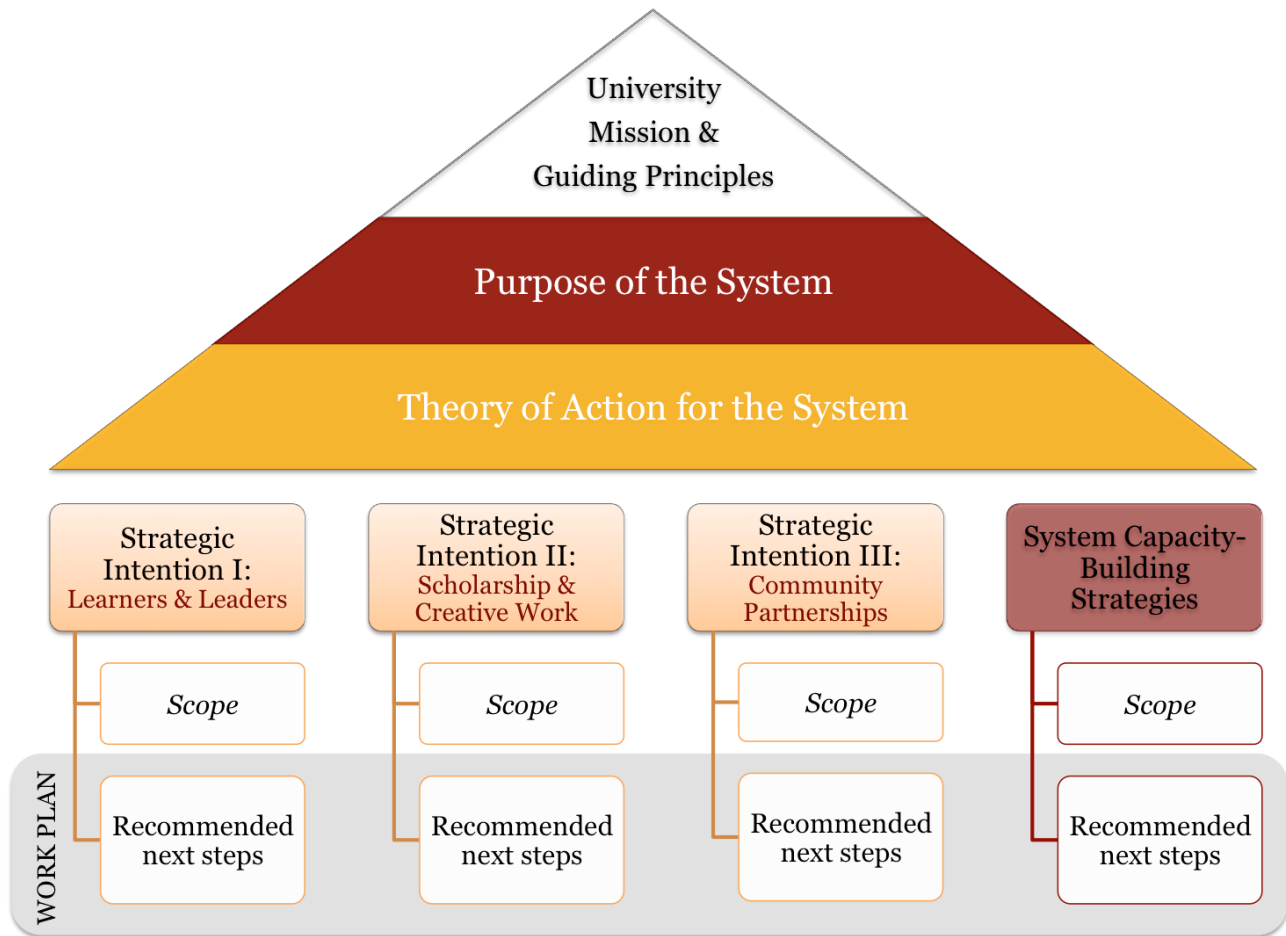 University
Mission &
Guiding Principles
Purpose of the System
Theory of Action for the System
Strategic
Intention I:
Learners & Leaders
Strategic
Intention II:
Scholarship &
Creative Work
Strategic
Intention III:
Community
Partnerships
System Capacity-
Building
Strategies
Scope
Scope
Scope
Scope
WORK PLAN
Recommended
next steps
Recommended
next steps
Recommended
next steps
Recommended
next steps